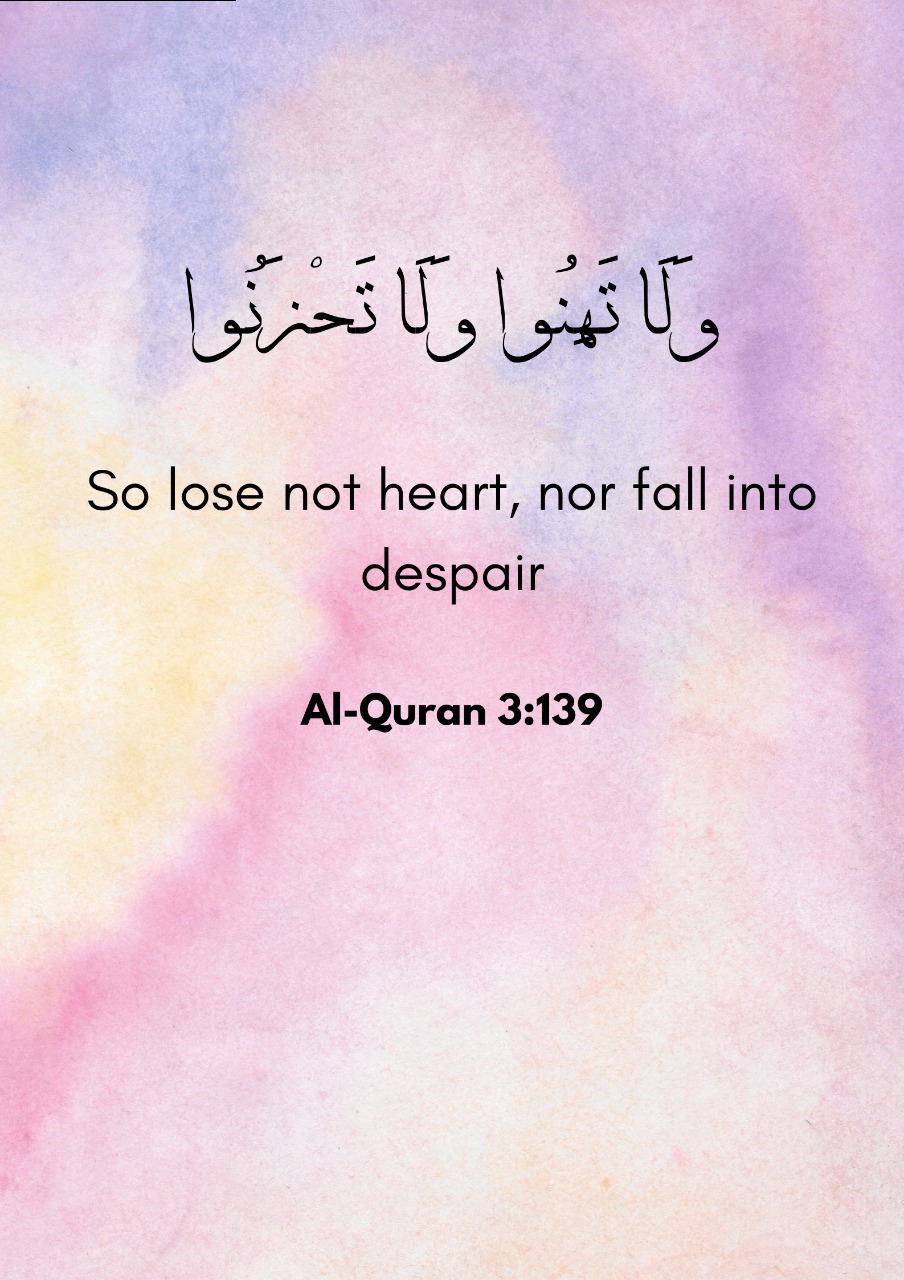 وَلَا تَهِنُوا وَلَا تَحْزَنُوا
So lose not heart, nor fall into
despair
Al-Quran 3:139